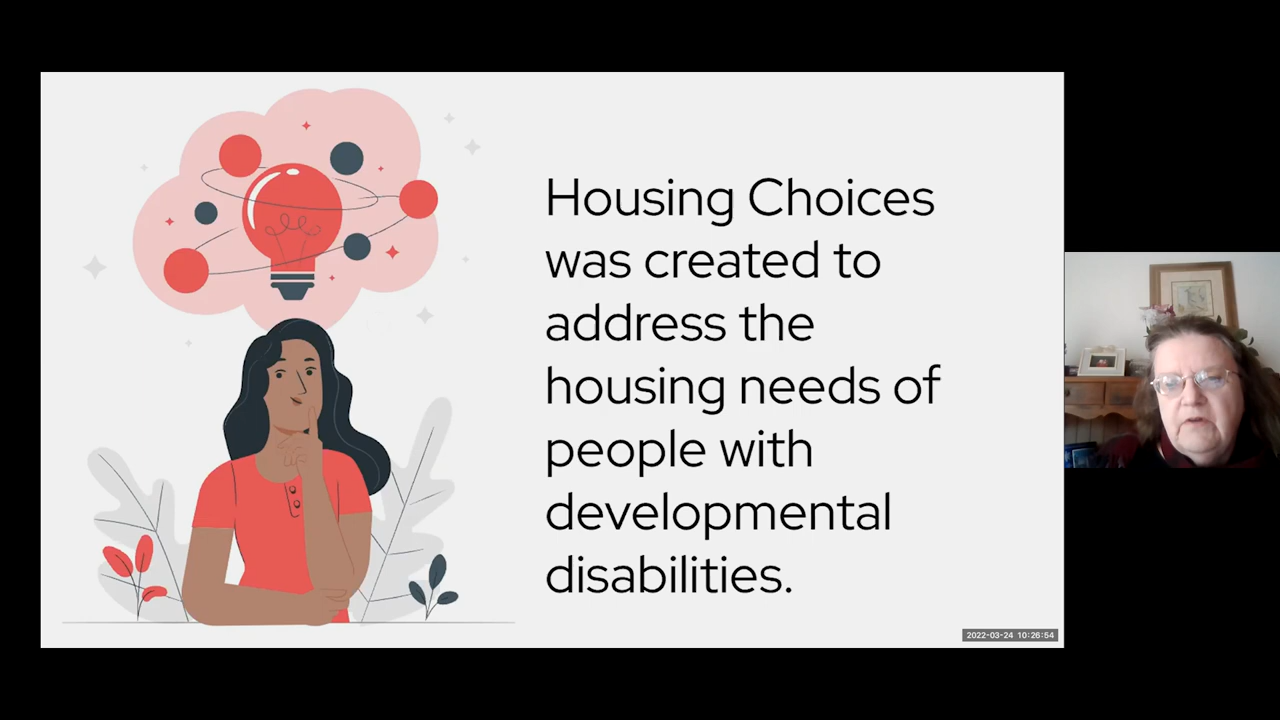 Housing Choices
was created to
address the
housing needs of
people with
developmental
disabilities.
2022-03-24 10:26:54